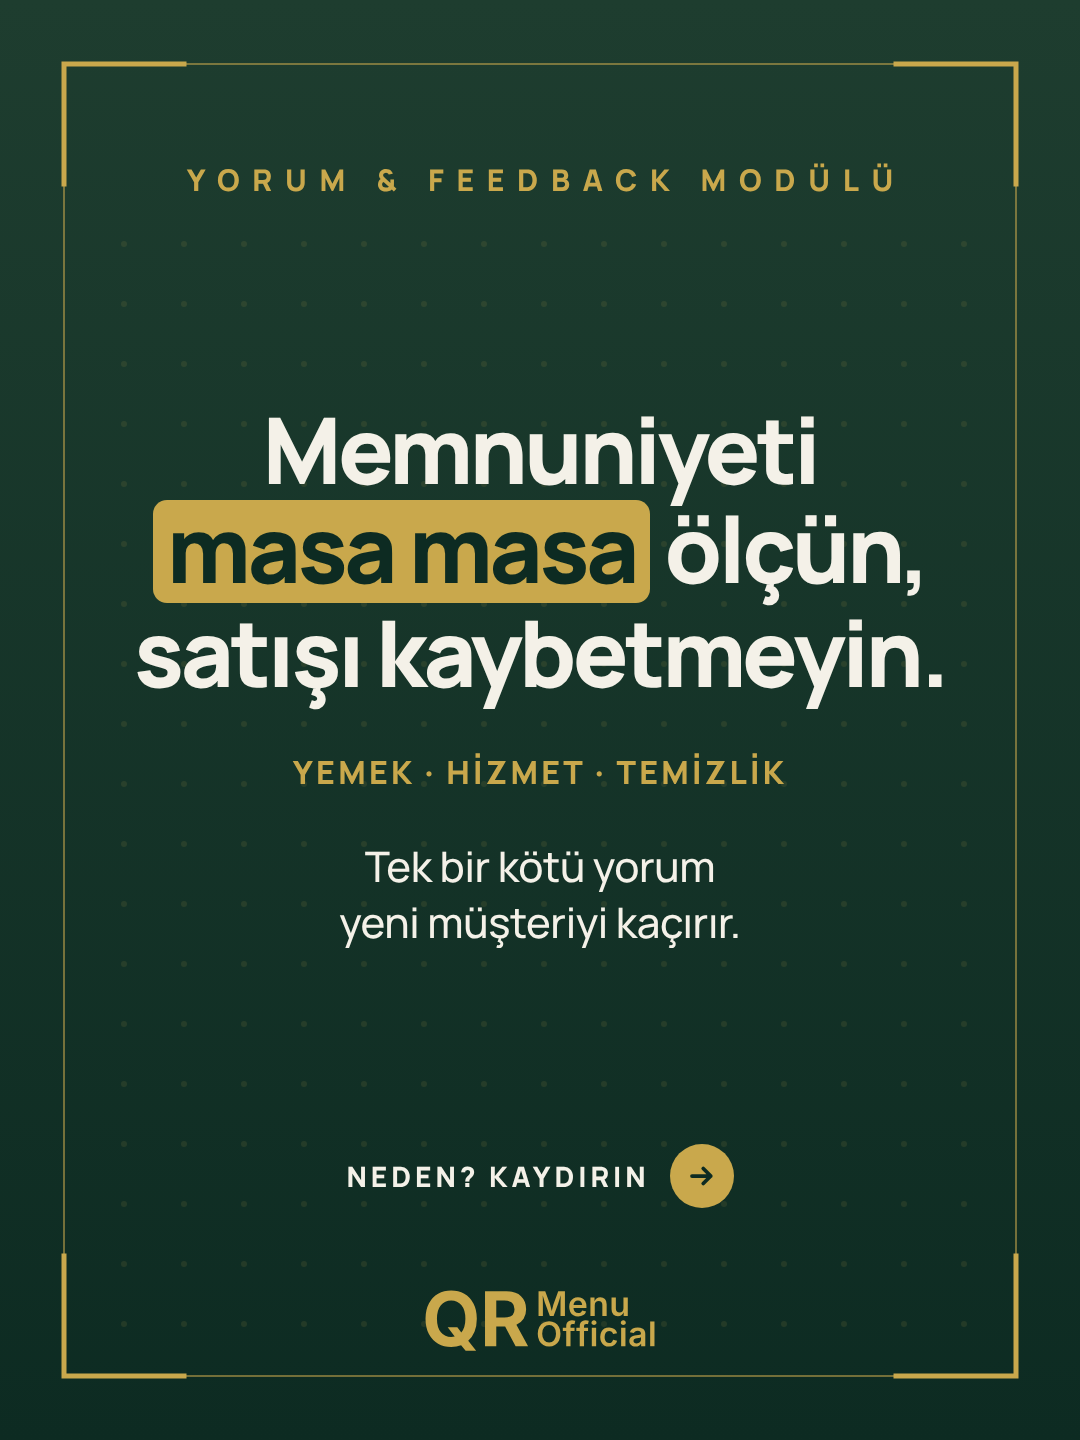 YORUM & FEEDBACK MODÜLÜ
Memnuniyeti
masa masa ölçün,
satışı kaybetmeyin.
YEMEK · HİZMET · TEMİZLİK
Tek bir kötü yorum
yeni müşteriyi kaçırır.
NEDEN? KAYDIRIN
QR Menu
Official